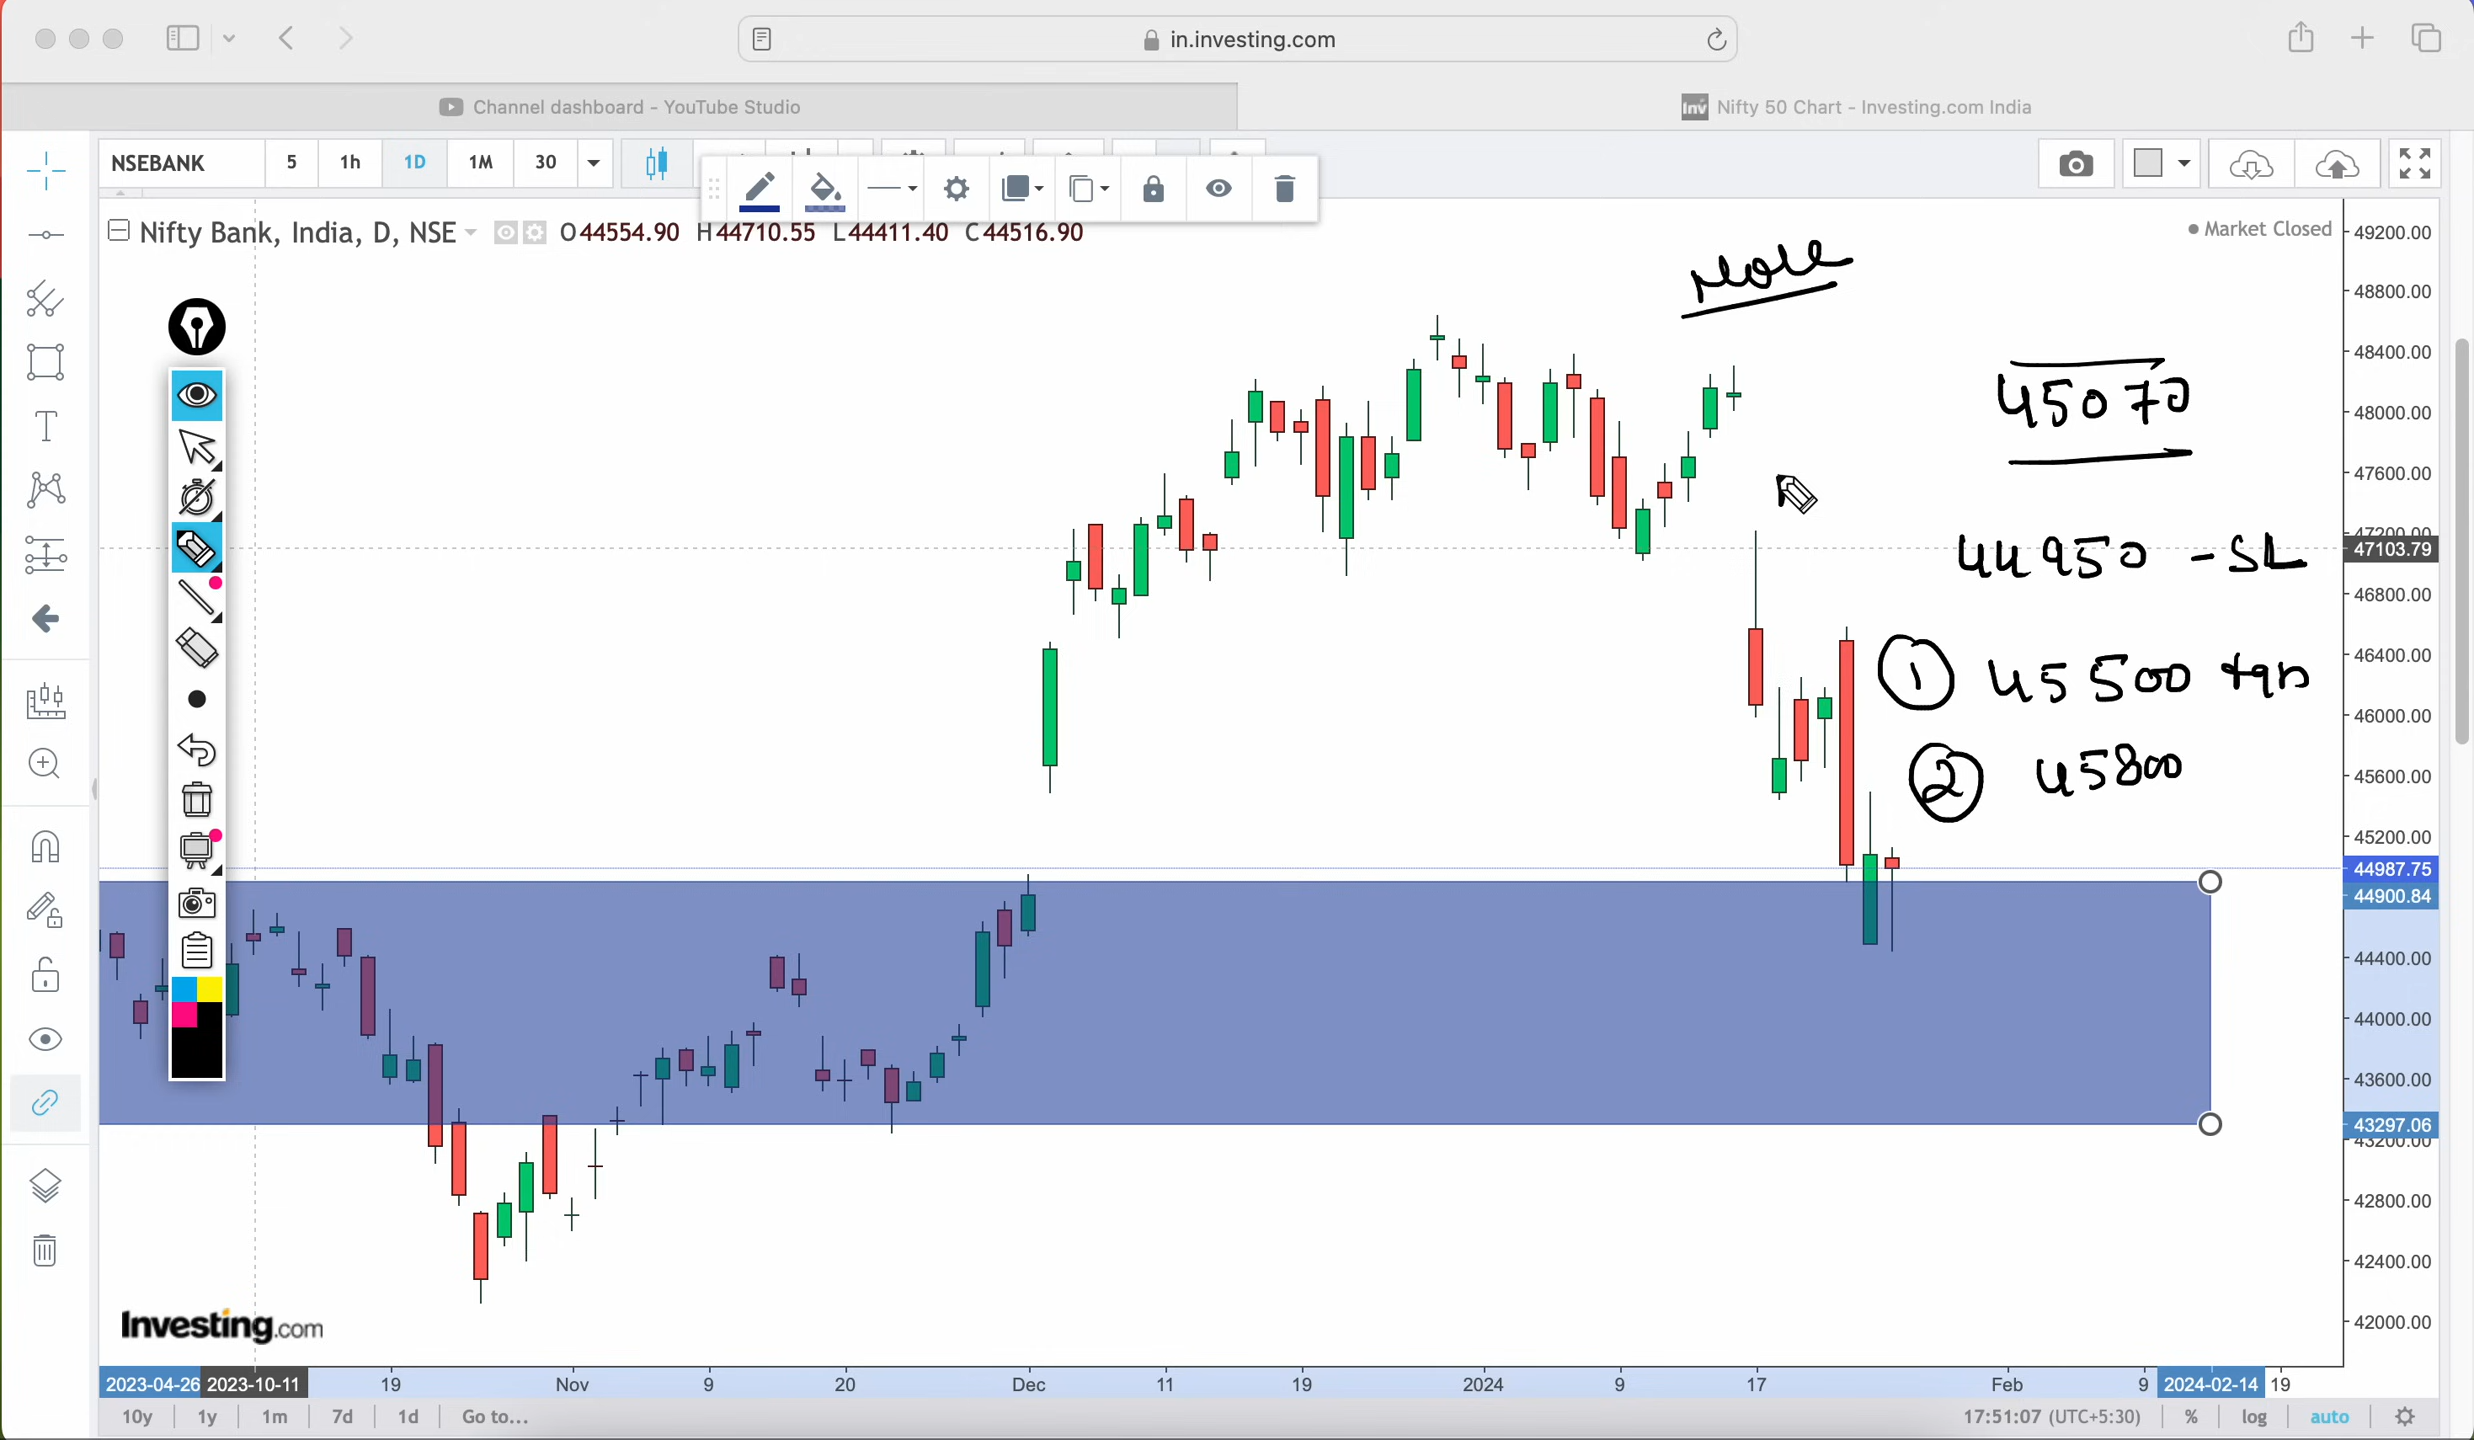 in.investing.com
Channel dashboard - YouTube Studio
Inv Nifty 50 Chart - Investing.com India
NSEBANK 5 1h 1D 1M 30
Nifty Bank, India, D, NSE O44554.90 H44710.55 L44411.40 C44516.90
Market Closed
49200.00
48800.00
48400.00
45070
48000.00
47600.00
47200.00
44950 - SL
47103.79
46800.00
46400.00
1 45500 tgn
46000.00
2 45800
45600.00
45200.00
44987.75
44900.84
44400.00
44000.00
43600.00
43297.06
43200.00
42800.00
42400.00
42000.00
Investing.com
2023-04-26 2023-10-11 19 Nov 9 20 Dec 11 19 2024 9 17 Feb 9 2024-02-14 19
10y 1y 1m 7d 1d Go to... 17:51:07 (UTC+5:30) % log auto